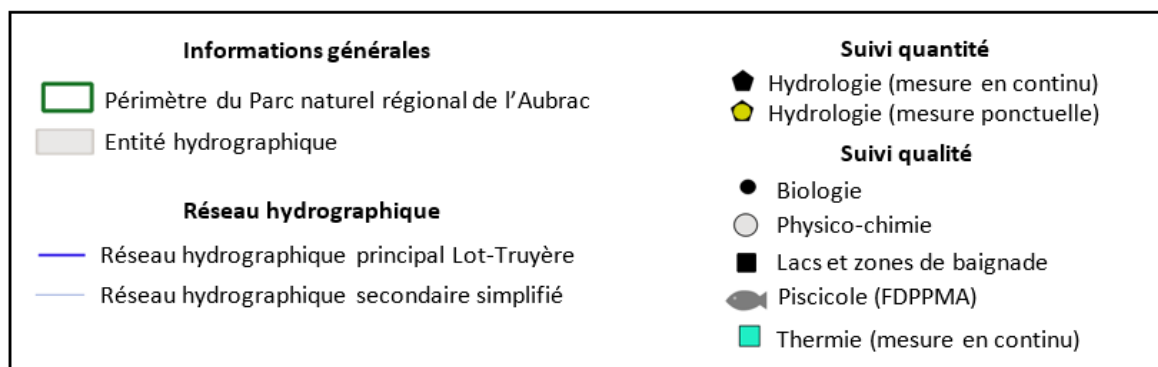 Informations générales
Périmètre du Parc naturel régional de l'Aubrac
Entité hydrographique
Réseau hydrographique
Réseau hydrographique principal Lot-Truyère
Réseau hydrographique secondaire simplifié
Suivi quantité
Hydrologie (mesure en continu)
Hydrologie (mesure ponctuelle)
Suivi qualité
Biologie
Physico-chimie
Lacs et zones de baignade
Piscicole (FDPPMA)
Thermie (mesure en continu)